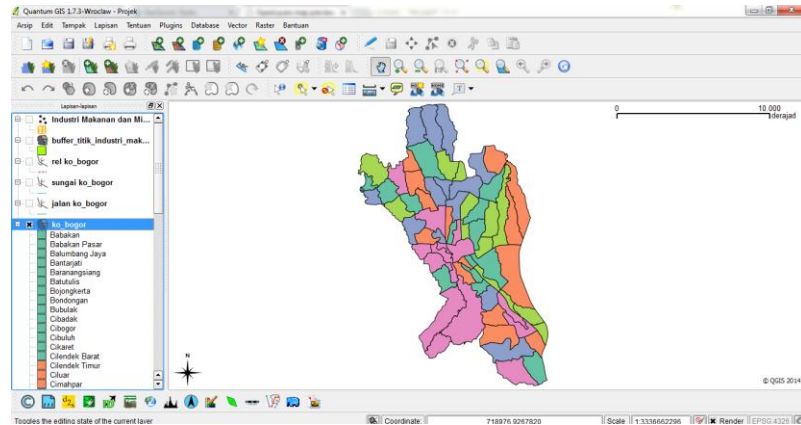 Quantum GIS 1.7.3-Wroclaw - Projek
Arsip Edit Tampak Lapisan Tentuan Plugins Database Vector Raster Bantuan
Lapisan-lapisan
Industri Makanan dan Mi...
buffer_titik_industri_mak...
rel ko_bogor
sungai ko_bogor
jalan ko_bogor
ko_bogor
Babakan
Babakan Pasar
Balumbang Jaya
Bantarjati
Baranangsiang
Batutulis
Bojongkerta
Bondongan
Bubulak
Cibadak
Cibogor
Cibuluh
Cikaret
Cilendek Barat
Cilendek Timur
Ciluar
Cimahpar
0 10.000
derajad
N
© QGIS 2014
Toggles the editing state of the current layer
Coordinate: 718976,9267820 Scale 1:3336662296 Render EPSG:4326